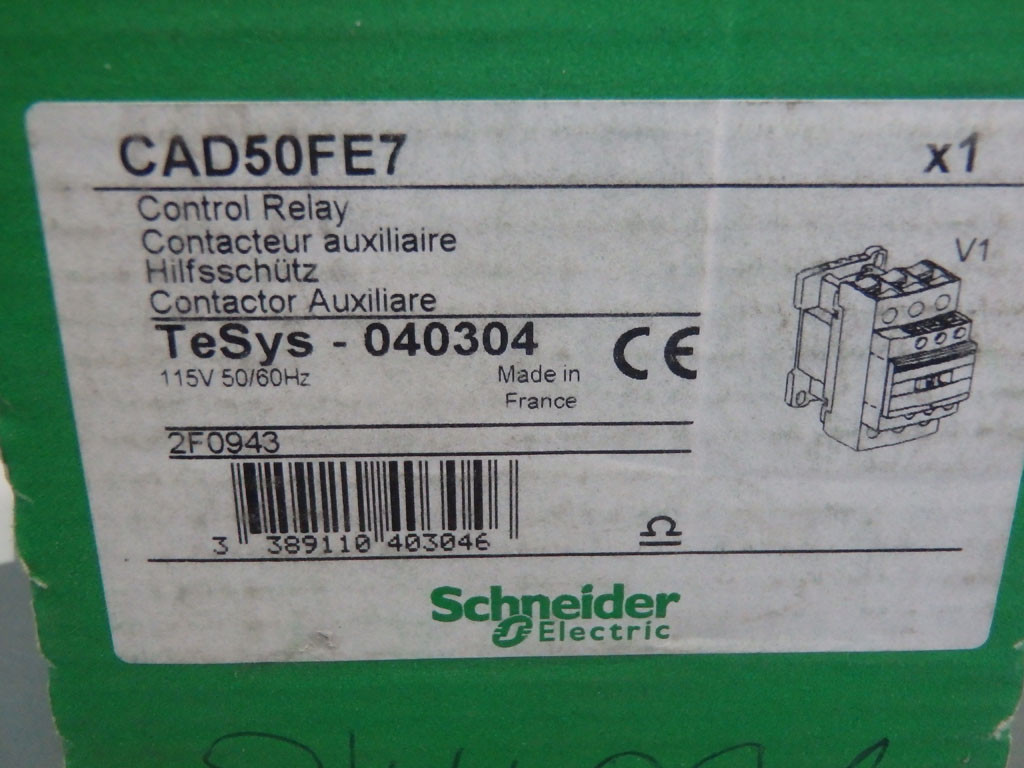 CAD50FE7 x1
Control Relay
Contacteur auxiliaire
Hilfsschütz
Contactor Auxiliare
V1
TeSys - 040304 CE
115V 50/60Hz Made in
France
2F0943
3 389110 403046
Schneider
Electric